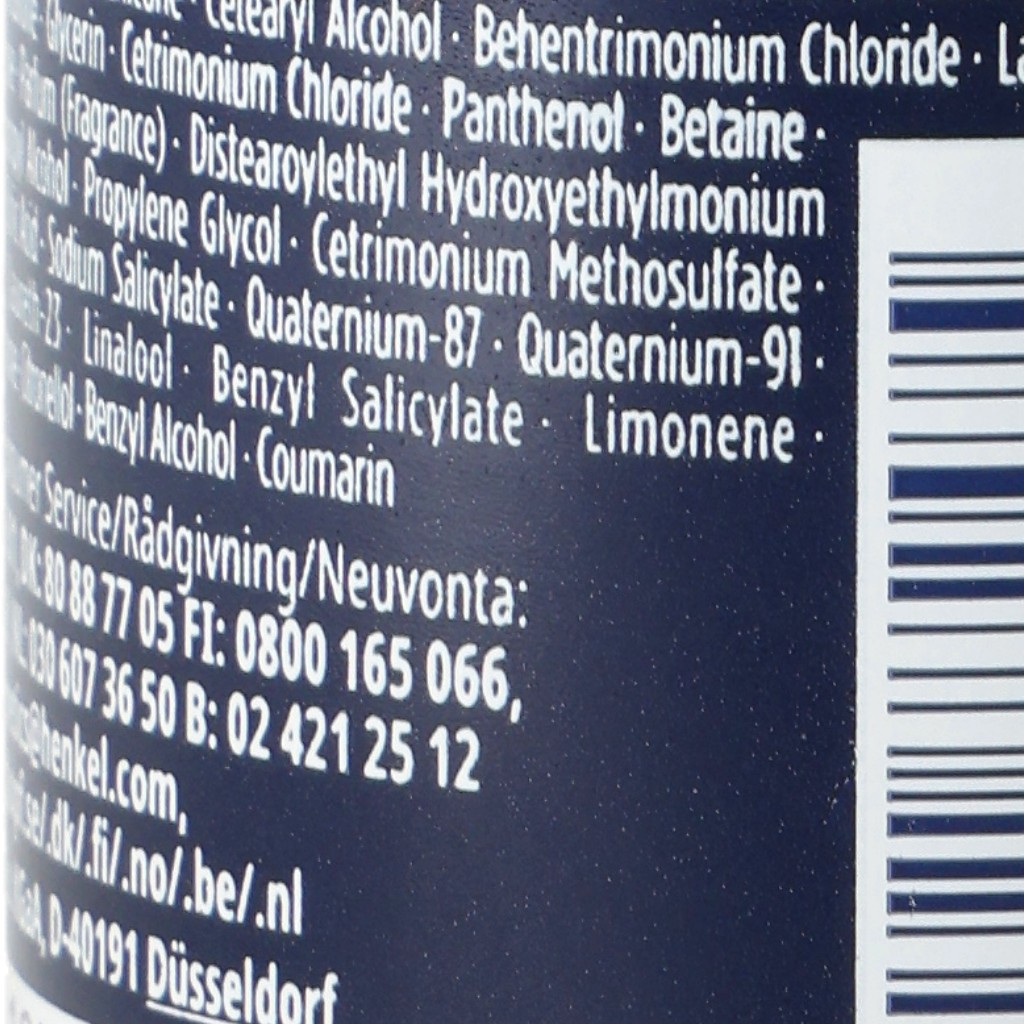 Cetearyl Alcohol · Behentrimonium Chloride ·
Glycerin · Cetrimonium Chloride · Panthenol · Betaine ·
(Fragrance) · Distearoylethyl Hydroxyethylmonium
Alcohol · Propylene Glycol · Cetrimonium Methosulfate ·
Sodium Salicylate · Quaternium-87 · Quaternium-91 ·
-23 · Linalool · Benzyl Salicylate · Limonene ·
Benzyl Alcohol · Coumarin
Service/Rådgivning/Neuvonta:
DK: 80 88 77 05 FI: 0800 165 066,
030 607 36 50 B: 02 421 25 12
@henkel.com,
.se/.dk/.fi/.no/.be/.nl
D-40191 Düsseldorf